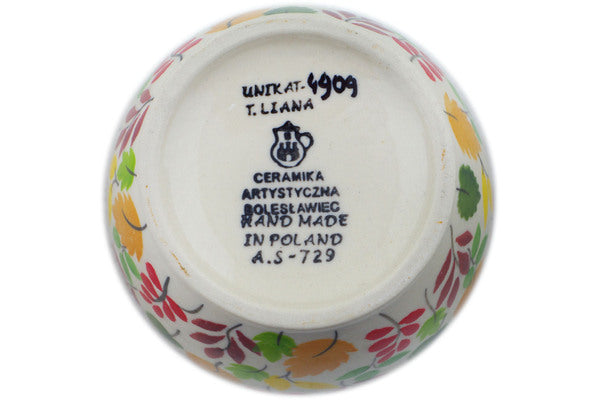 UNIKAT-4909
T. LIANA
CERAMIKA
ARTYSTYCZNA
BOLESŁAWIEC
HAND MADE
IN POLAND
A.S-729